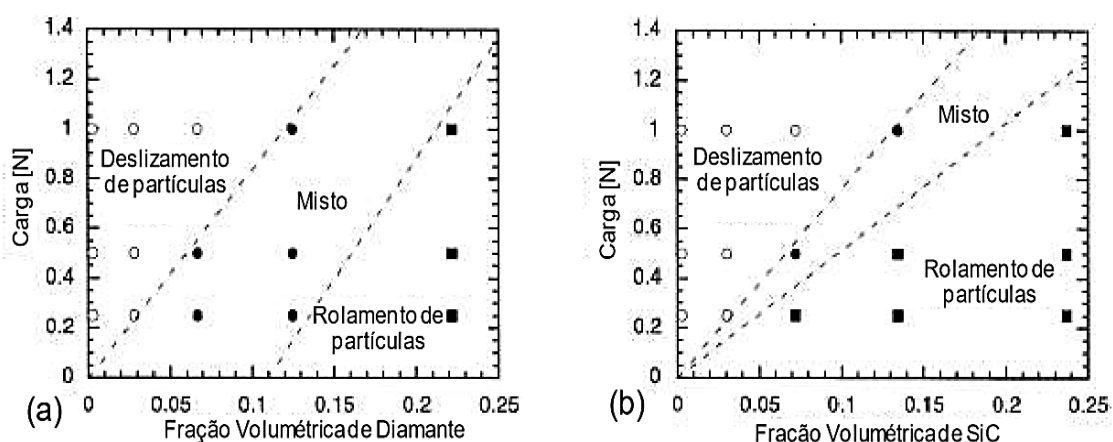 1.4
1.2
1
0.8
0.6
0.4
0.2
0
Carga [N]
Deslizamento
de partículas
Misto
Rolamento de
partículas
0
0.05
0.1
0.15
0.2
0.25
(a)
Fração Volumétrica de Diamante
1.4
1.2
1
0.8
0.6
0.4
0.2
0
Carga [N]
Misto
Deslizamento
de partículas
Rolamento de
partículas
0
0.05
0.1
0.15
0.2
0.25
(b)
Fração Volumétrica de SiC